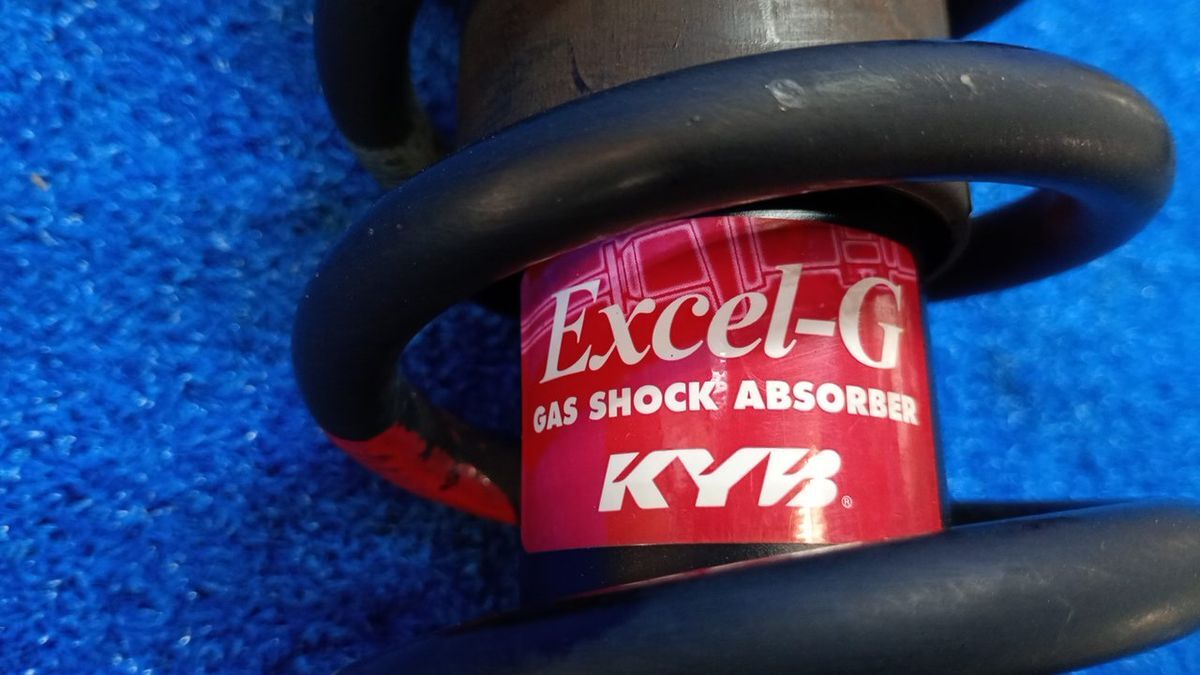 Excel-G
GAS SHOCK ABSORBER
KYB®